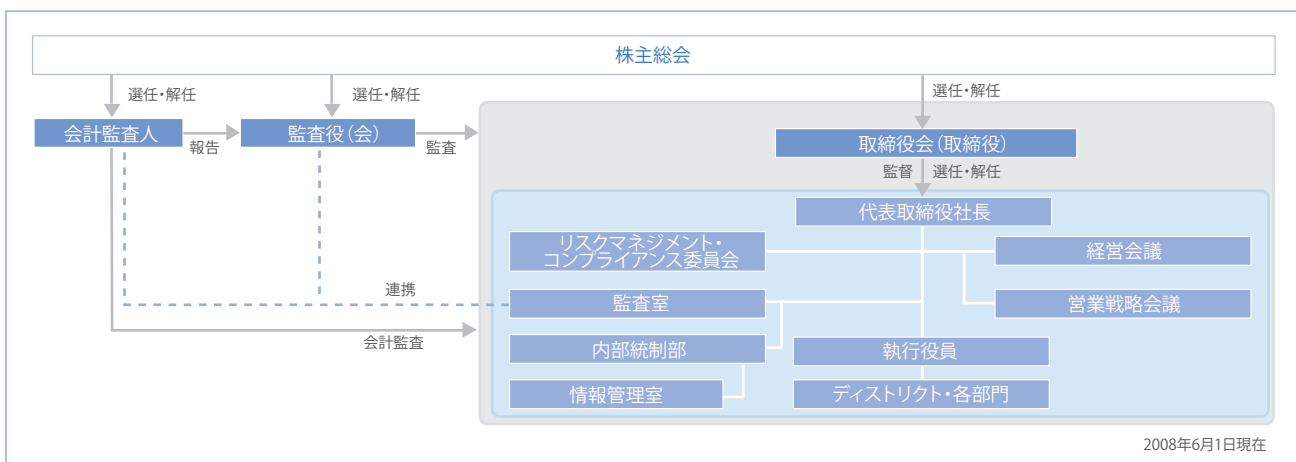 株主総会
選任・解任
選任・解任
選任・解任
会計監査人
報告
監査役(会)
監査
取締役会(取締役)
監督
選任・解任
代表取締役社長
リスクマネジメント・
コンプライアンス委員会
経営会議
連携
監査室
営業戦略会議
会計監査
内部統制部
執行役員
情報管理室
ディストリクト・各部門
2008年6月1日現在